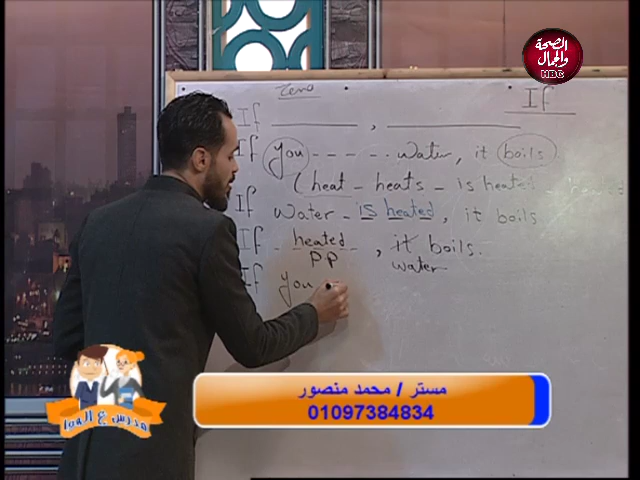 الصحة
والجمال
HBC
Zero
If
If ______ , ______
If you - - - - - water, it boils.
(heat - heats - is heated - heated
If water - is heated, it boils
If - heated - , it boils.
PP water
If you
مدرس ع الهوا
مستر / محمد منصور
01097384834